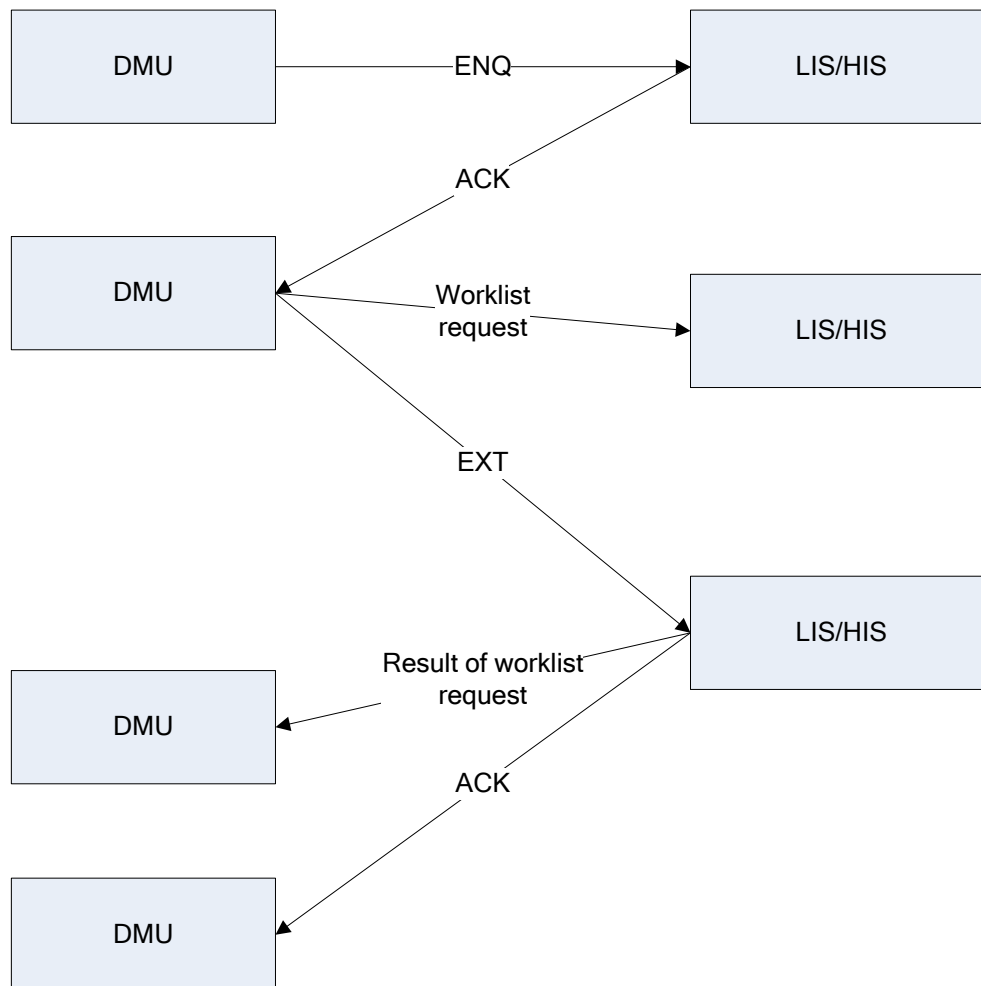 DMU
ENQ
LIS/HIS
ACK
DMU
Worklist
request
LIS/HIS
EXT
LIS/HIS
Result of worklist
request
DMU
ACK
DMU